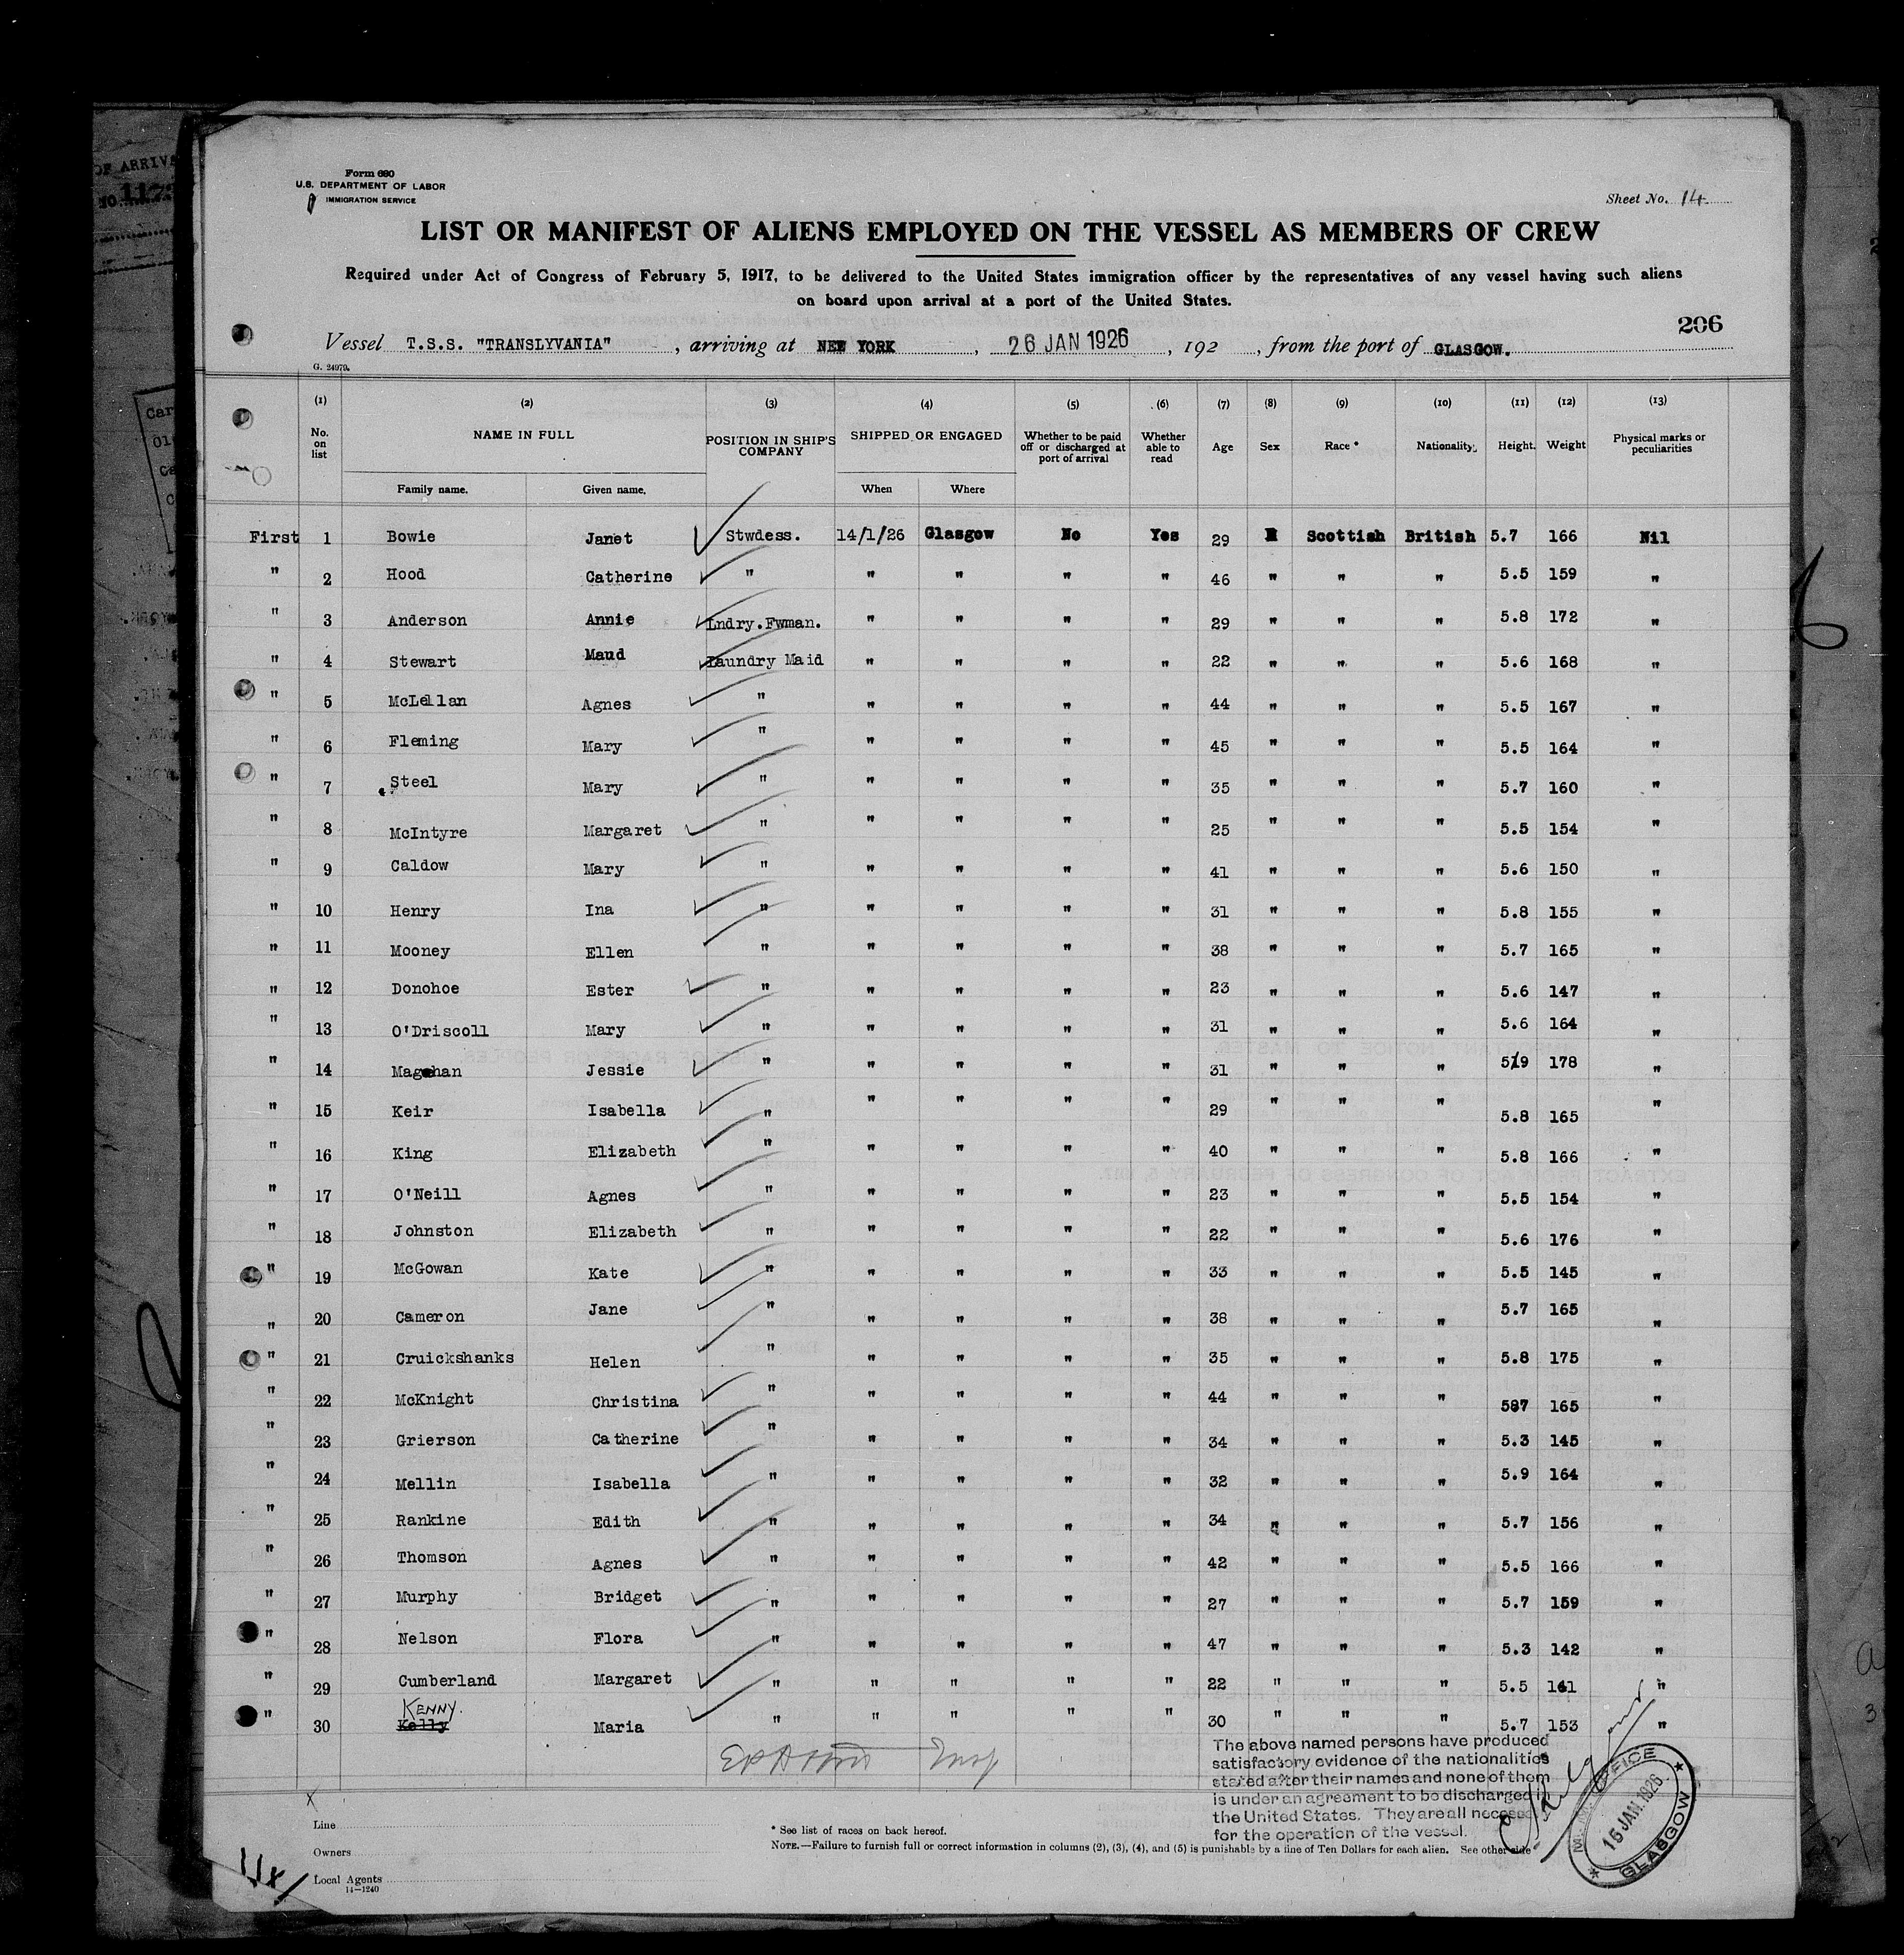 OF ARRIVA
NO. 1173
Form 680
U.S. DEPARTMENT OF LABOR
IMMIGRATION SERVICE
Sheet No. 14
LIST OR MANIFEST OF ALIENS EMPLOYED ON THE VESSEL AS MEMBERS OF CREW
Required under Act of Congress of February 5, 1917, to be delivered to the United States immigration officer by the representatives of any vessel having such aliens
on board upon arrival at a port of the United States.
206
Vessel T.S.S. "TRANSLYVANIA" , arriving at NEW YORK , 26 JAN 1926 , 192 , from the port of GLASGOW.
G. 24979.
(1) (2) (3) (4) (5) (6) (7) (8) (9) (10) (11) (12) (13)
No. on list NAME IN FULL POSITION IN SHIP'S COMPANY SHIPPED OR ENGAGED Whether to be paid off or discharged at port of arrival Whether able to read Age Sex Race * Nationality. Height. Weight Physical marks or peculiarities
Family name. Given name. When Where
First 1 Bowie Janet Stwdess. 14/1/26 Glasgow No Yes 29 Scottish British 5.7 166 Nil
" 2 Hood Catherine " " " " " 46 " " " 5.5 159 "
" 3 Anderson Annie Lndry.Fwman. " " " " 29 " " " 5.8 172 "
" 4 Stewart Maud Laundry Maid " " " " 22 " " " 5.6 168 "
" 5 McLellan Agnes " " " " " 44 " " " 5.5 167 "
" 6 Fleming Mary " " " " " 45 " " " 5.5 164 "
" 7 Steel Mary " " " " " 35 " " " 5.7 160 "
" 8 McIntyre Margaret " " " " " 25 " " " 5.5 154 "
" 9 Caldow Mary " " " " " 41 " " " 5.6 150 "
" 10 Henry Ina " " " " " 31 " " " 5.8 155 "
" 11 Mooney Ellen " " " " " 38 " " " 5.7 165 "
" 12 Donohoe Ester " " " " " 23 " " " 5.6 147 "
" 13 O'Driscoll Mary " " " " " 31 " " " 5.6 164 "
" 14 Jessie " " " " " 31 " " " 5/9 178 "
" 15 Keir Isabella " " " " " 29 " " " 5.8 165 "
" 16 King Elizabeth " " " " " 40 " " " 5.8 166 "
" 17 O'Neill Agnes " " " " " 23 " " " 5.5 154 "
" 18 Johnston Elizabeth " " " " " 22 " " " 5.6 176 "
" 19 McGowan Kate " " " " " 33 " " " 5.5 145 "
" 20 Cameron Jane " " " " " 38 " " " 5.7 165 "
" 21 Cruickshanks Helen " " " " " 35 " " " 5.8 175 "
" 22 McKnight Christina " " " " " 44 " " " 587 165 "
" 23 Grierson Catherine " " " " " 34 " " " 5.3 145 "
" 24 Mellin Isabella " " " " " 32 " " " 5.9 164 "
" 25 Rankine Edith " " " " " 34 " " " 5.7 156 "
" 26 Thomson Agnes " " " " " 42 " " " 5.5 166 "
" 27 Murphy Bridget " " " " " 27 " " " 5.7 159 "
" 28 Nelson Flora " " " " " 47 " " " 5.3 142 "
" 29 Cumberland Margaret " " " " " 22 " " " 5.5 161 "
KENNY.
" 30 Kelly Maria " " " " " 30 " " " 5.7 153 "
The above named persons have produced
satisfactory evidence of the nationalities
stated after their names and none of them
is under an agreement to be discharged in
the United States. They are all necessary
for the operation of the vessel.
OFFICE
15 JAN. 1926
GLASGOW
Line
Owners
Local Agents
14—1240
* See list of races on back hereof.
NOTE.—Failure to furnish full or correct information in columns (2), (3), (4), and (5) is punishable by a fine of Ten Dollars for each alien. See other side